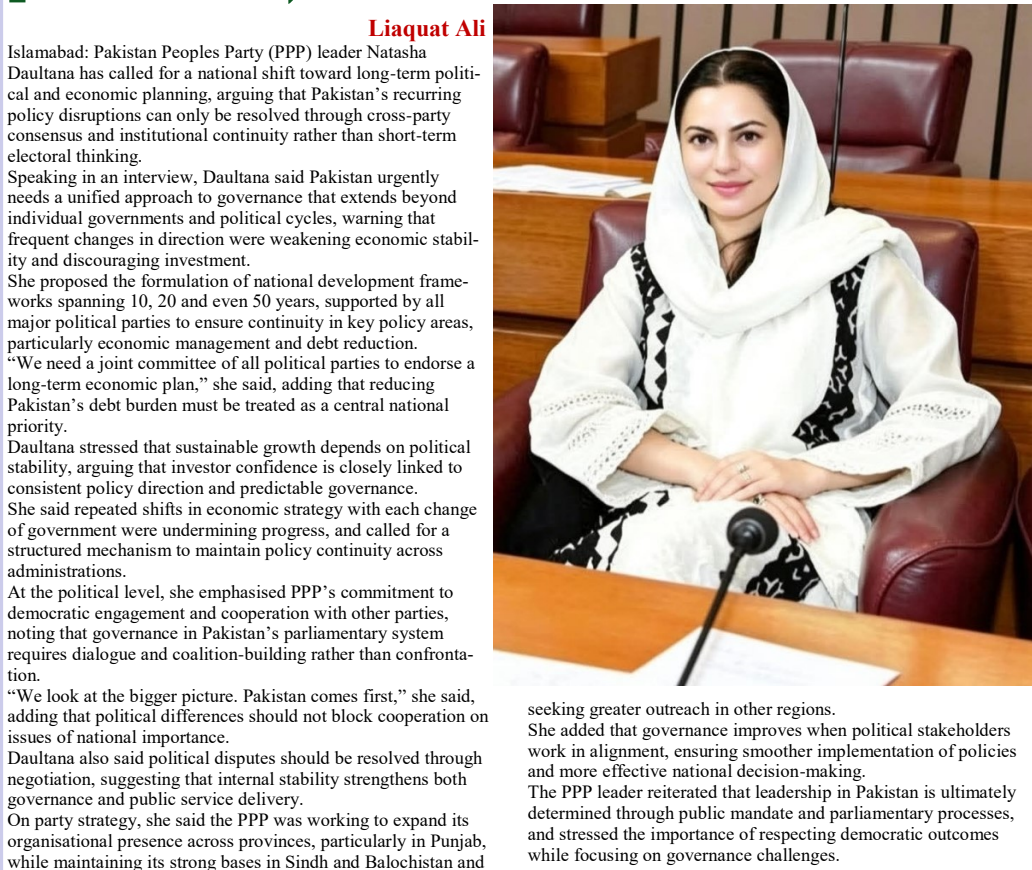 Liaquat Ali
Islamabad: Pakistan Peoples Party (PPP) leader Natasha
Daultana has called for a national shift toward long-term politi-
cal and economic planning, arguing that Pakistan’s recurring
policy disruptions can only be resolved through cross-party
consensus and institutional continuity rather than short-term
electoral thinking.
Speaking in an interview, Daultana said Pakistan urgently
needs a unified approach to governance that extends beyond
individual governments and political cycles, warning that
frequent changes in direction were weakening economic stabil-
ity and discouraging investment.
She proposed the formulation of national development frame-
works spanning 10, 20 and even 50 years, supported by all
major political parties to ensure continuity in key policy areas,
particularly economic management and debt reduction.
“We need a joint committee of all political parties to endorse a
long-term economic plan,” she said, adding that reducing
Pakistan’s debt burden must be treated as a central national
priority.
Daultana stressed that sustainable growth depends on political
stability, arguing that investor confidence is closely linked to
consistent policy direction and predictable governance.
She said repeated shifts in economic strategy with each change
of government were undermining progress, and called for a
structured mechanism to maintain policy continuity across
administrations.
At the political level, she emphasised PPP’s commitment to
democratic engagement and cooperation with other parties,
noting that governance in Pakistan’s parliamentary system
requires dialogue and coalition-building rather than confronta-
tion.
“We look at the bigger picture. Pakistan comes first,” she said,
adding that political differences should not block cooperation on
issues of national importance.
Daultana also said political disputes should be resolved through
negotiation, suggesting that internal stability strengthens both
governance and public service delivery.
On party strategy, she said the PPP was working to expand its
organisational presence across provinces, particularly in Punjab,
while maintaining its strong bases in Sindh and Balochistan and
seeking greater outreach in other regions.
She added that governance improves when political stakeholders
work in alignment, ensuring smoother implementation of policies
and more effective national decision-making.
The PPP leader reiterated that leadership in Pakistan is ultimately
determined through public mandate and parliamentary processes,
and stressed the importance of respecting democratic outcomes
while focusing on governance challenges.